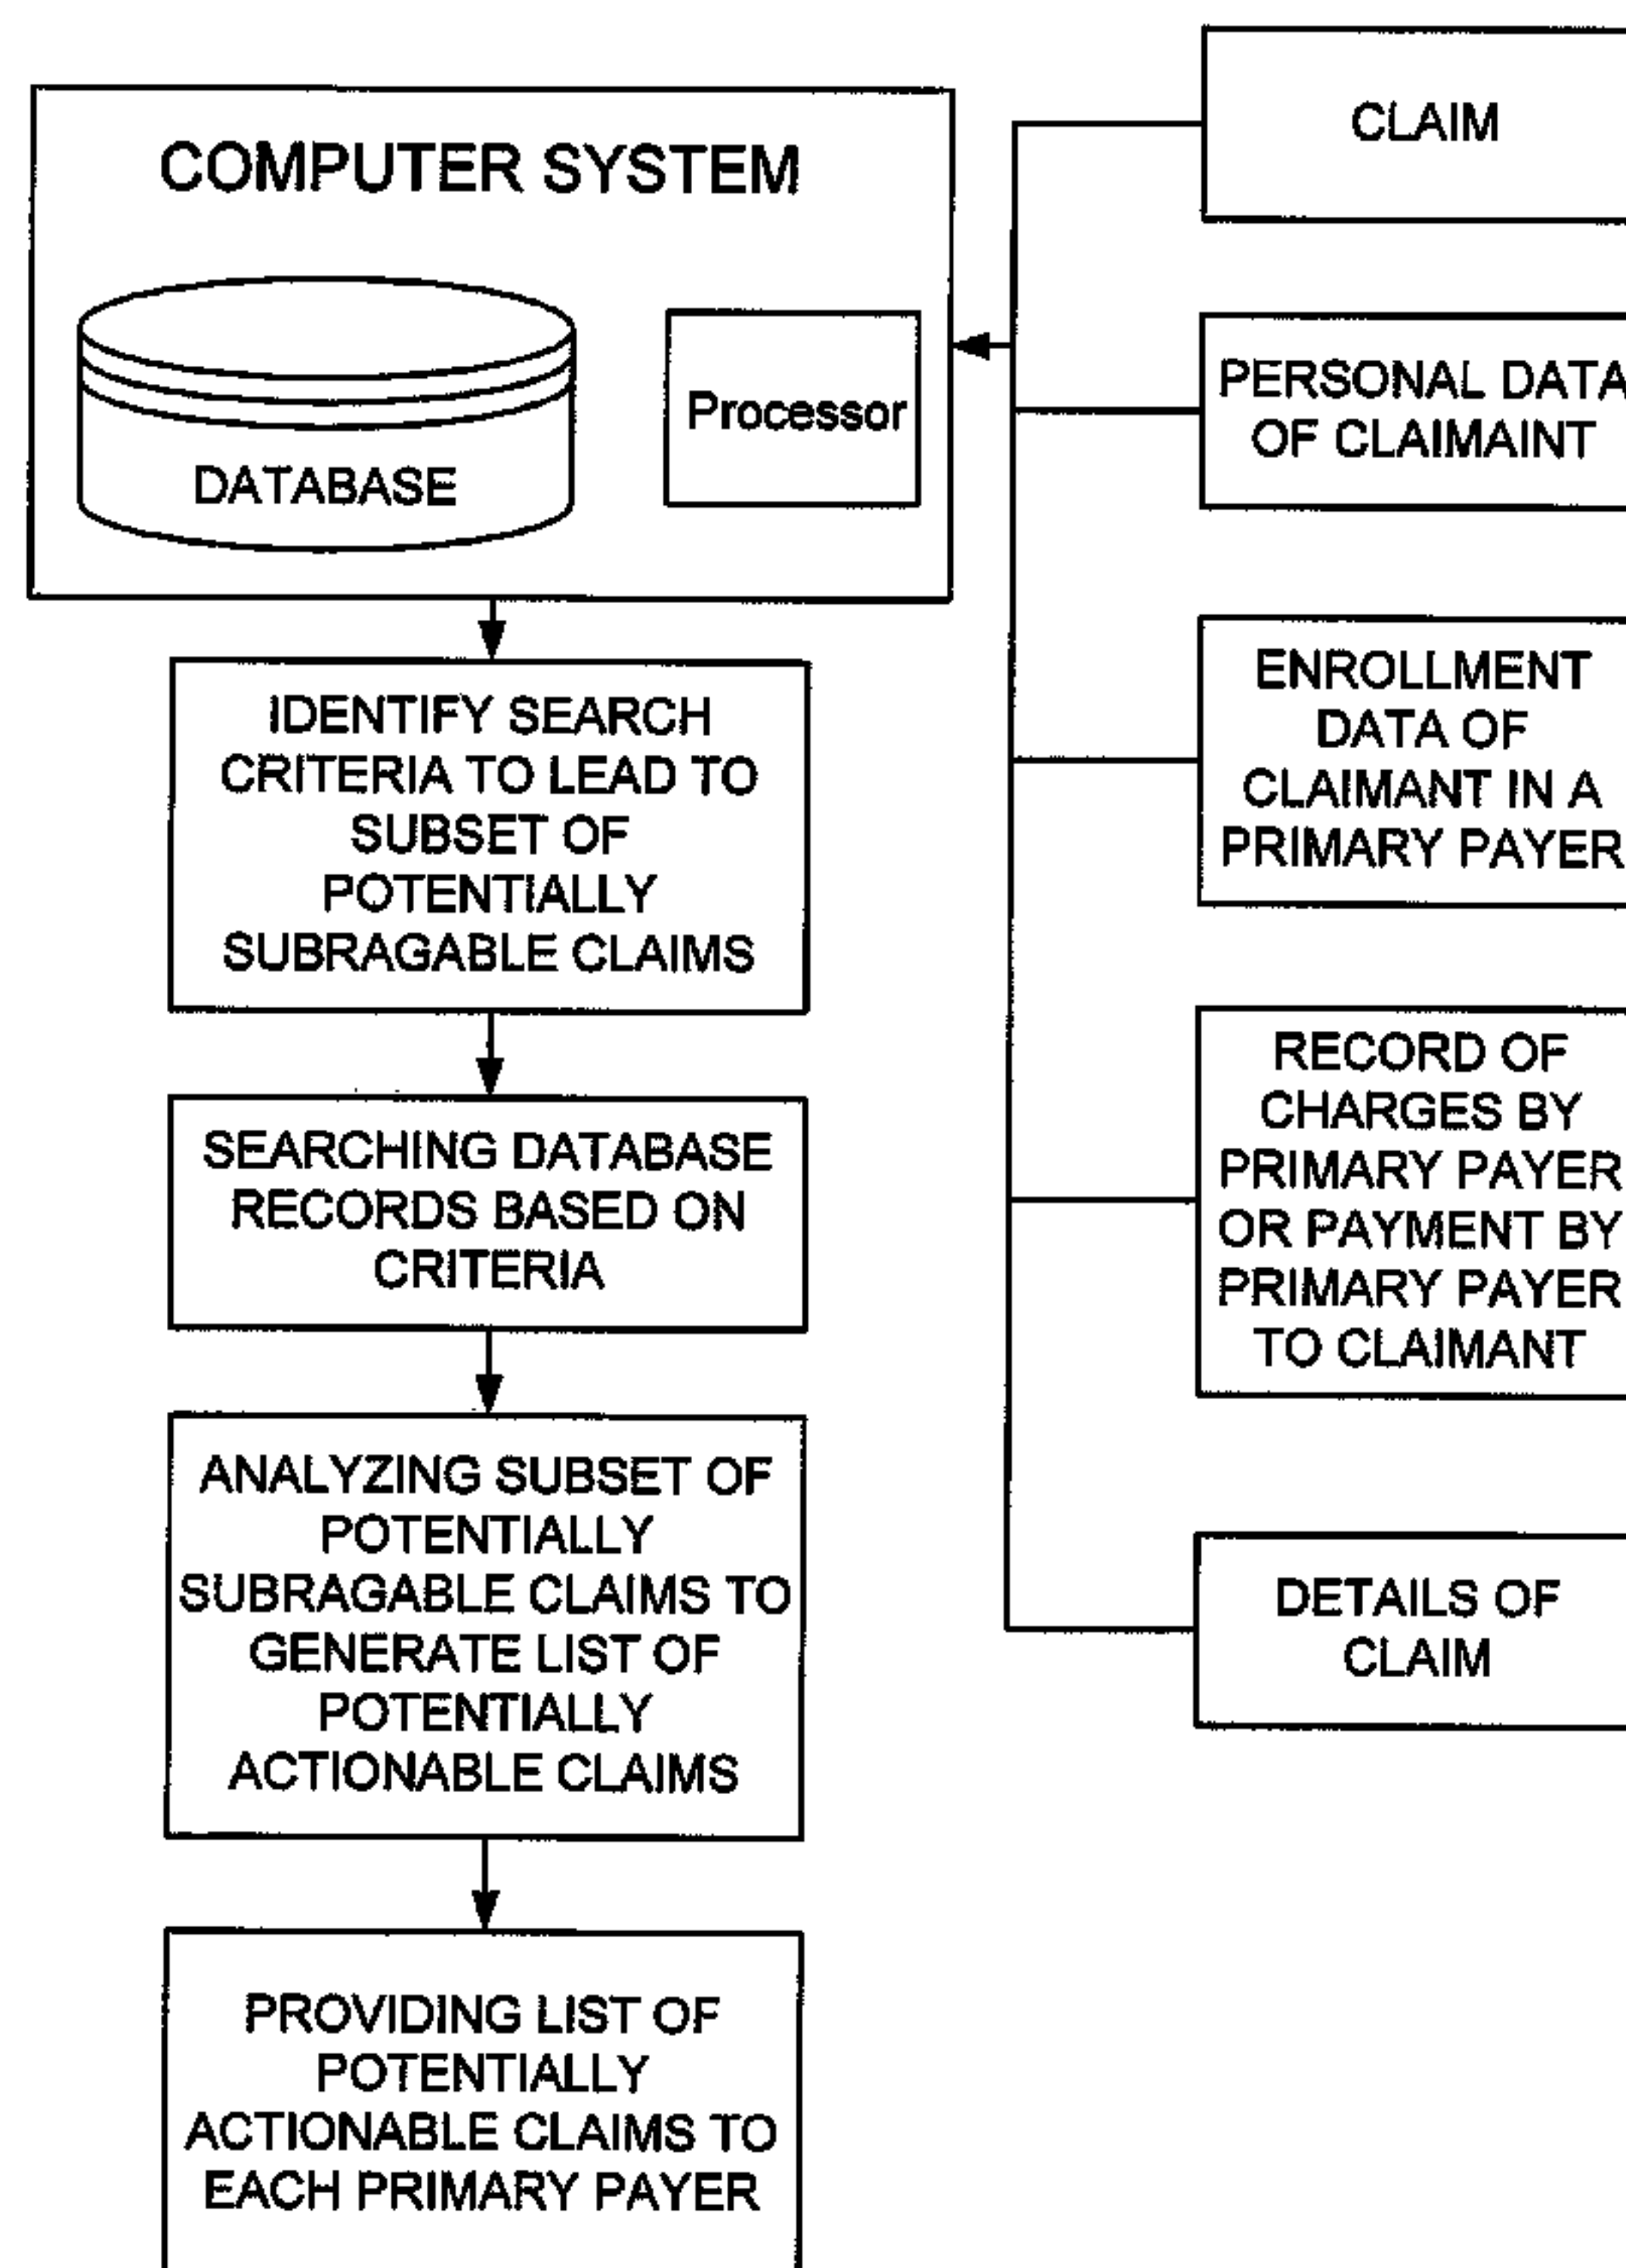 COMPUTER SYSTEM
DATABASE
Processor
IDENTIFY SEARCH
CRITERIA TO LEAD TO
SUBSET OF
POTENTIALLY
SUBRAGABLE CLAIMS
SEARCHING DATABASE
RECORDS BASED ON
CRITERIA
ANALYZING SUBSET OF
POTENTIALLY
SUBRAGABLE CLAIMS TO
GENERATE LIST OF
POTENTIALLY
ACTIONABLE CLAIMS
PROVIDING LIST OF
POTENTIALLY
ACTIONABLE CLAIMS TO
EACH PRIMARY PAYER
CLAIM
PERSONAL DATA
OF CLAIMAINT
ENROLLMENT
DATA OF
CLAIMANT IN A
PRIMARY PAYER
RECORD OF
CHARGES BY
PRIMARY PAYER
OR PAYMENT BY
PRIMARY PAYER
TO CLAIMANT
DETAILS OF
CLAIM